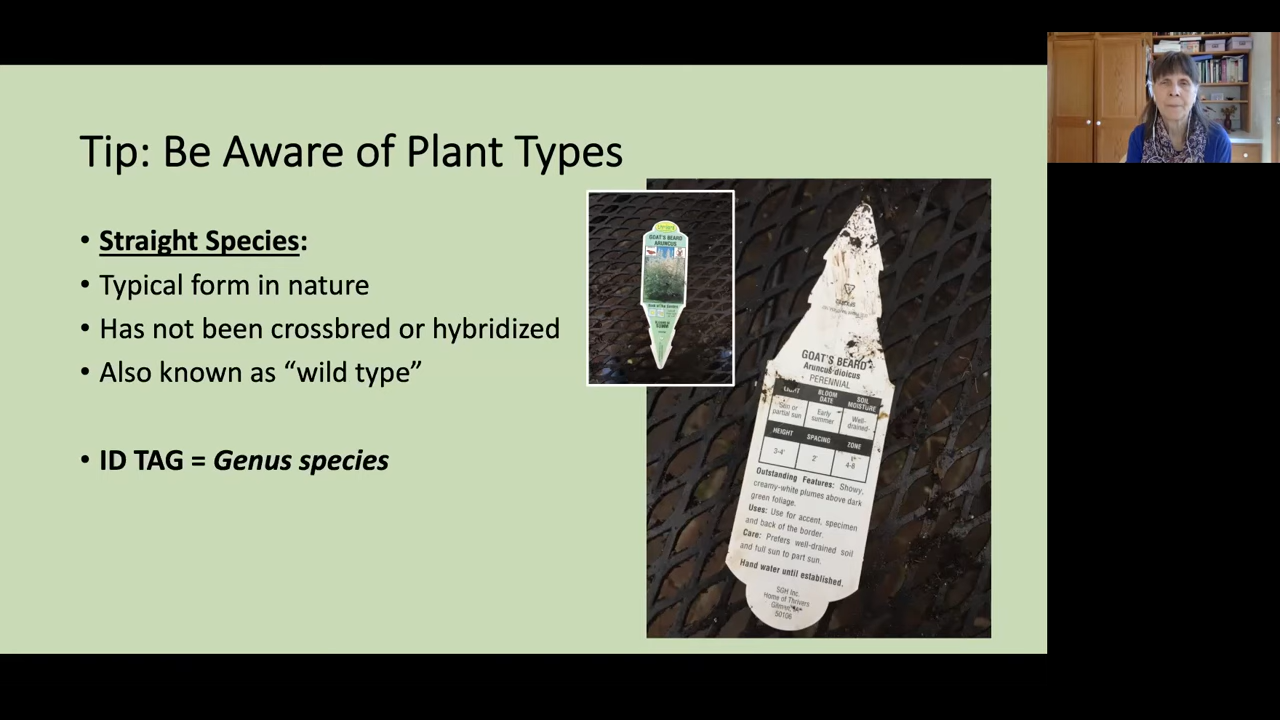 Tip: Be Aware of Plant Types
• Straight Species:
• Typical form in nature
• Has not been crossbred or hybridized
• Also known as “wild type”
• ID TAG = Genus species
GOAT'S BEARD
ARUNCUS
GOAT'S BEARD
Aruncus dioicus
PERENNIAL
LIGHT
BLOOM DATE
SOIL MOISTURE
Sun or partial sun
Early summer
Well-drained
HEIGHT
SPACING
ZONE
3-4'
2'
4-8
Outstanding Features: Showy,
creamy-white plumes above dark
green foliage.
Uses: Use for accent, specimen
and back of the border.
Care: Prefers well-drained soil
and full sun to part sun.
Hand water until established.
SGH Inc.
Home of Thrivers
50106